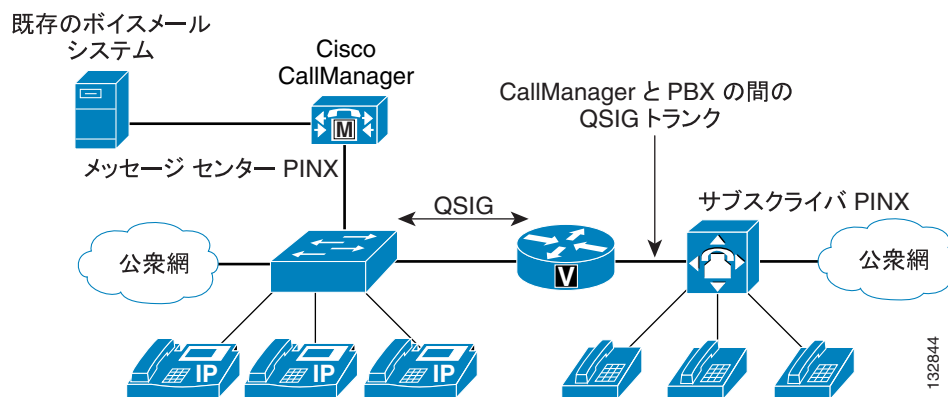 既存のボイスメール
システム
Cisco
CallManager
M
CallManager と PBX の間の
QSIG トランク
メッセージ センター PINX
QSIG
サブスクライバ PINX
公衆網
V
公衆網
IP
IP
IP
132844